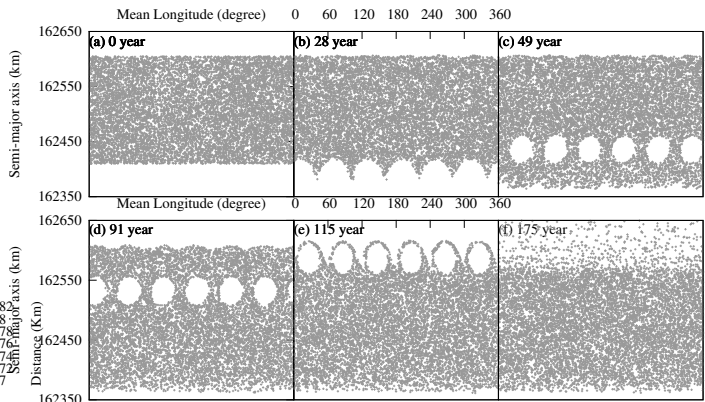 Mean Longitude (degree) 0 60 120 180 240 300 360
162650
(a) 0 year
(b) 28 year
(c) 49 year
162550
162450
162350
Semi-major axis (km)
Mean Longitude (degree) 0 60 120 180 240 300 360
162650
(d) 91 year
(e) 115 year
(f) 175 year
162550
162450
162350
Semi-major axis (km)
Distance (Km)